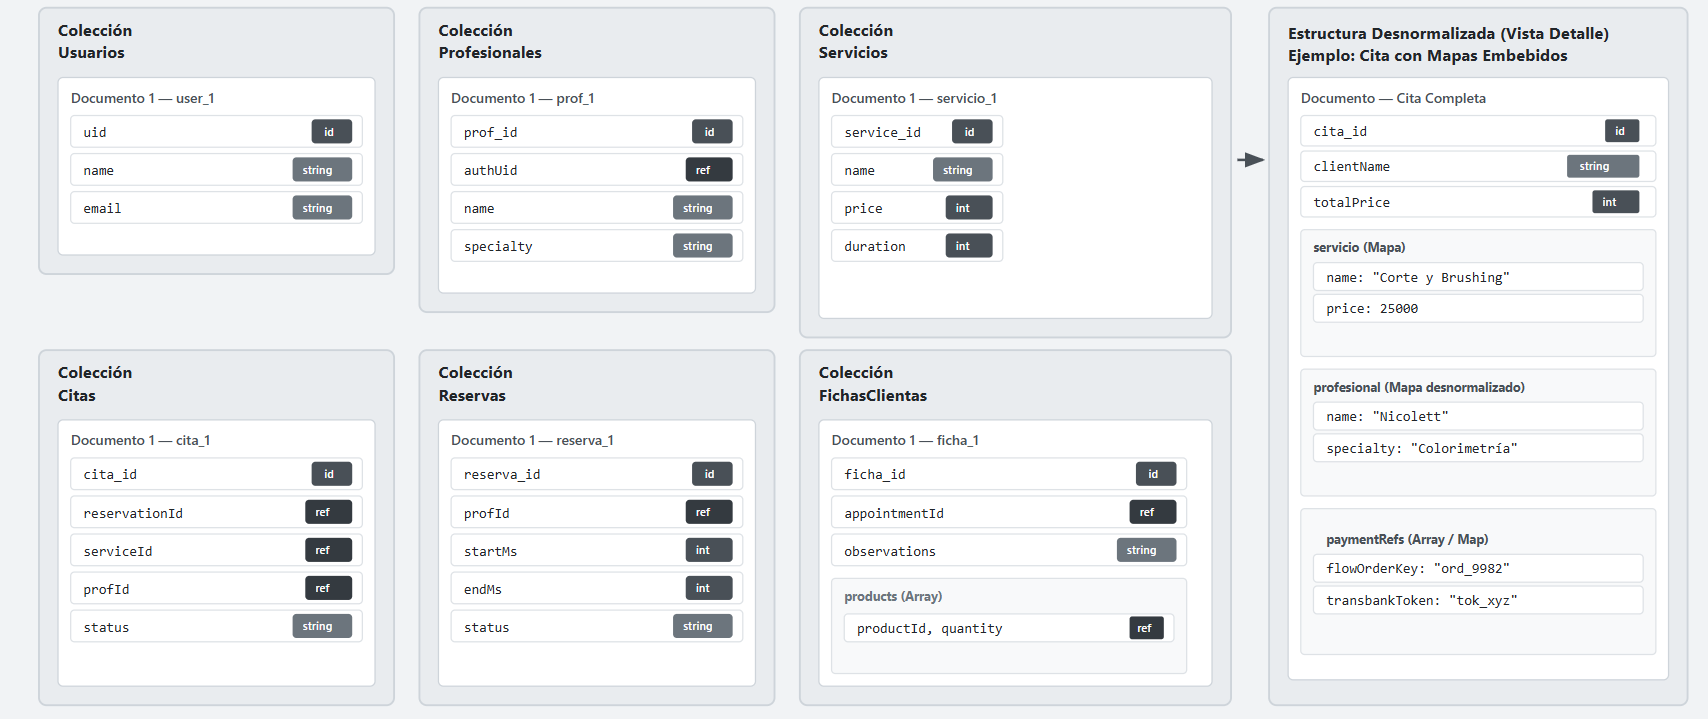 Colección
Usuarios
Documento 1 — user_1
uid id
name string
email string
Colección
Profesionales
Documento 1 — prof_1
prof_id id
authUid ref
name string
specialty string
Colección
Servicios
Documento 1 — servicio_1
service_id id
name string
price int
duration int
Colección
Citas
Documento 1 — cita_1
cita_id id
reservationId ref
serviceId ref
profId ref
status string
Colección
Reservas
Documento 1 — reserva_1
reserva_id id
profId ref
startMs int
endMs int
status string
Colección
FichasClientas
Documento 1 — ficha_1
ficha_id id
appointmentId ref
observations string
products (Array)
productId, quantity ref
Estructura Desnormalizada (Vista Detalle)
Ejemplo: Cita con Mapas Embebidos
Documento — Cita Completa
cita_id id
clientName string
totalPrice int
servicio (Mapa)
name: "Corte y Brushing"
price: 25000
profesional (Mapa desnormalizado)
name: "Nicolett"
specialty: "Colorimetría"
paymentRefs (Array / Map)
flowOrderKey: "ord_9982"
transbankToken: "tok_xyz"